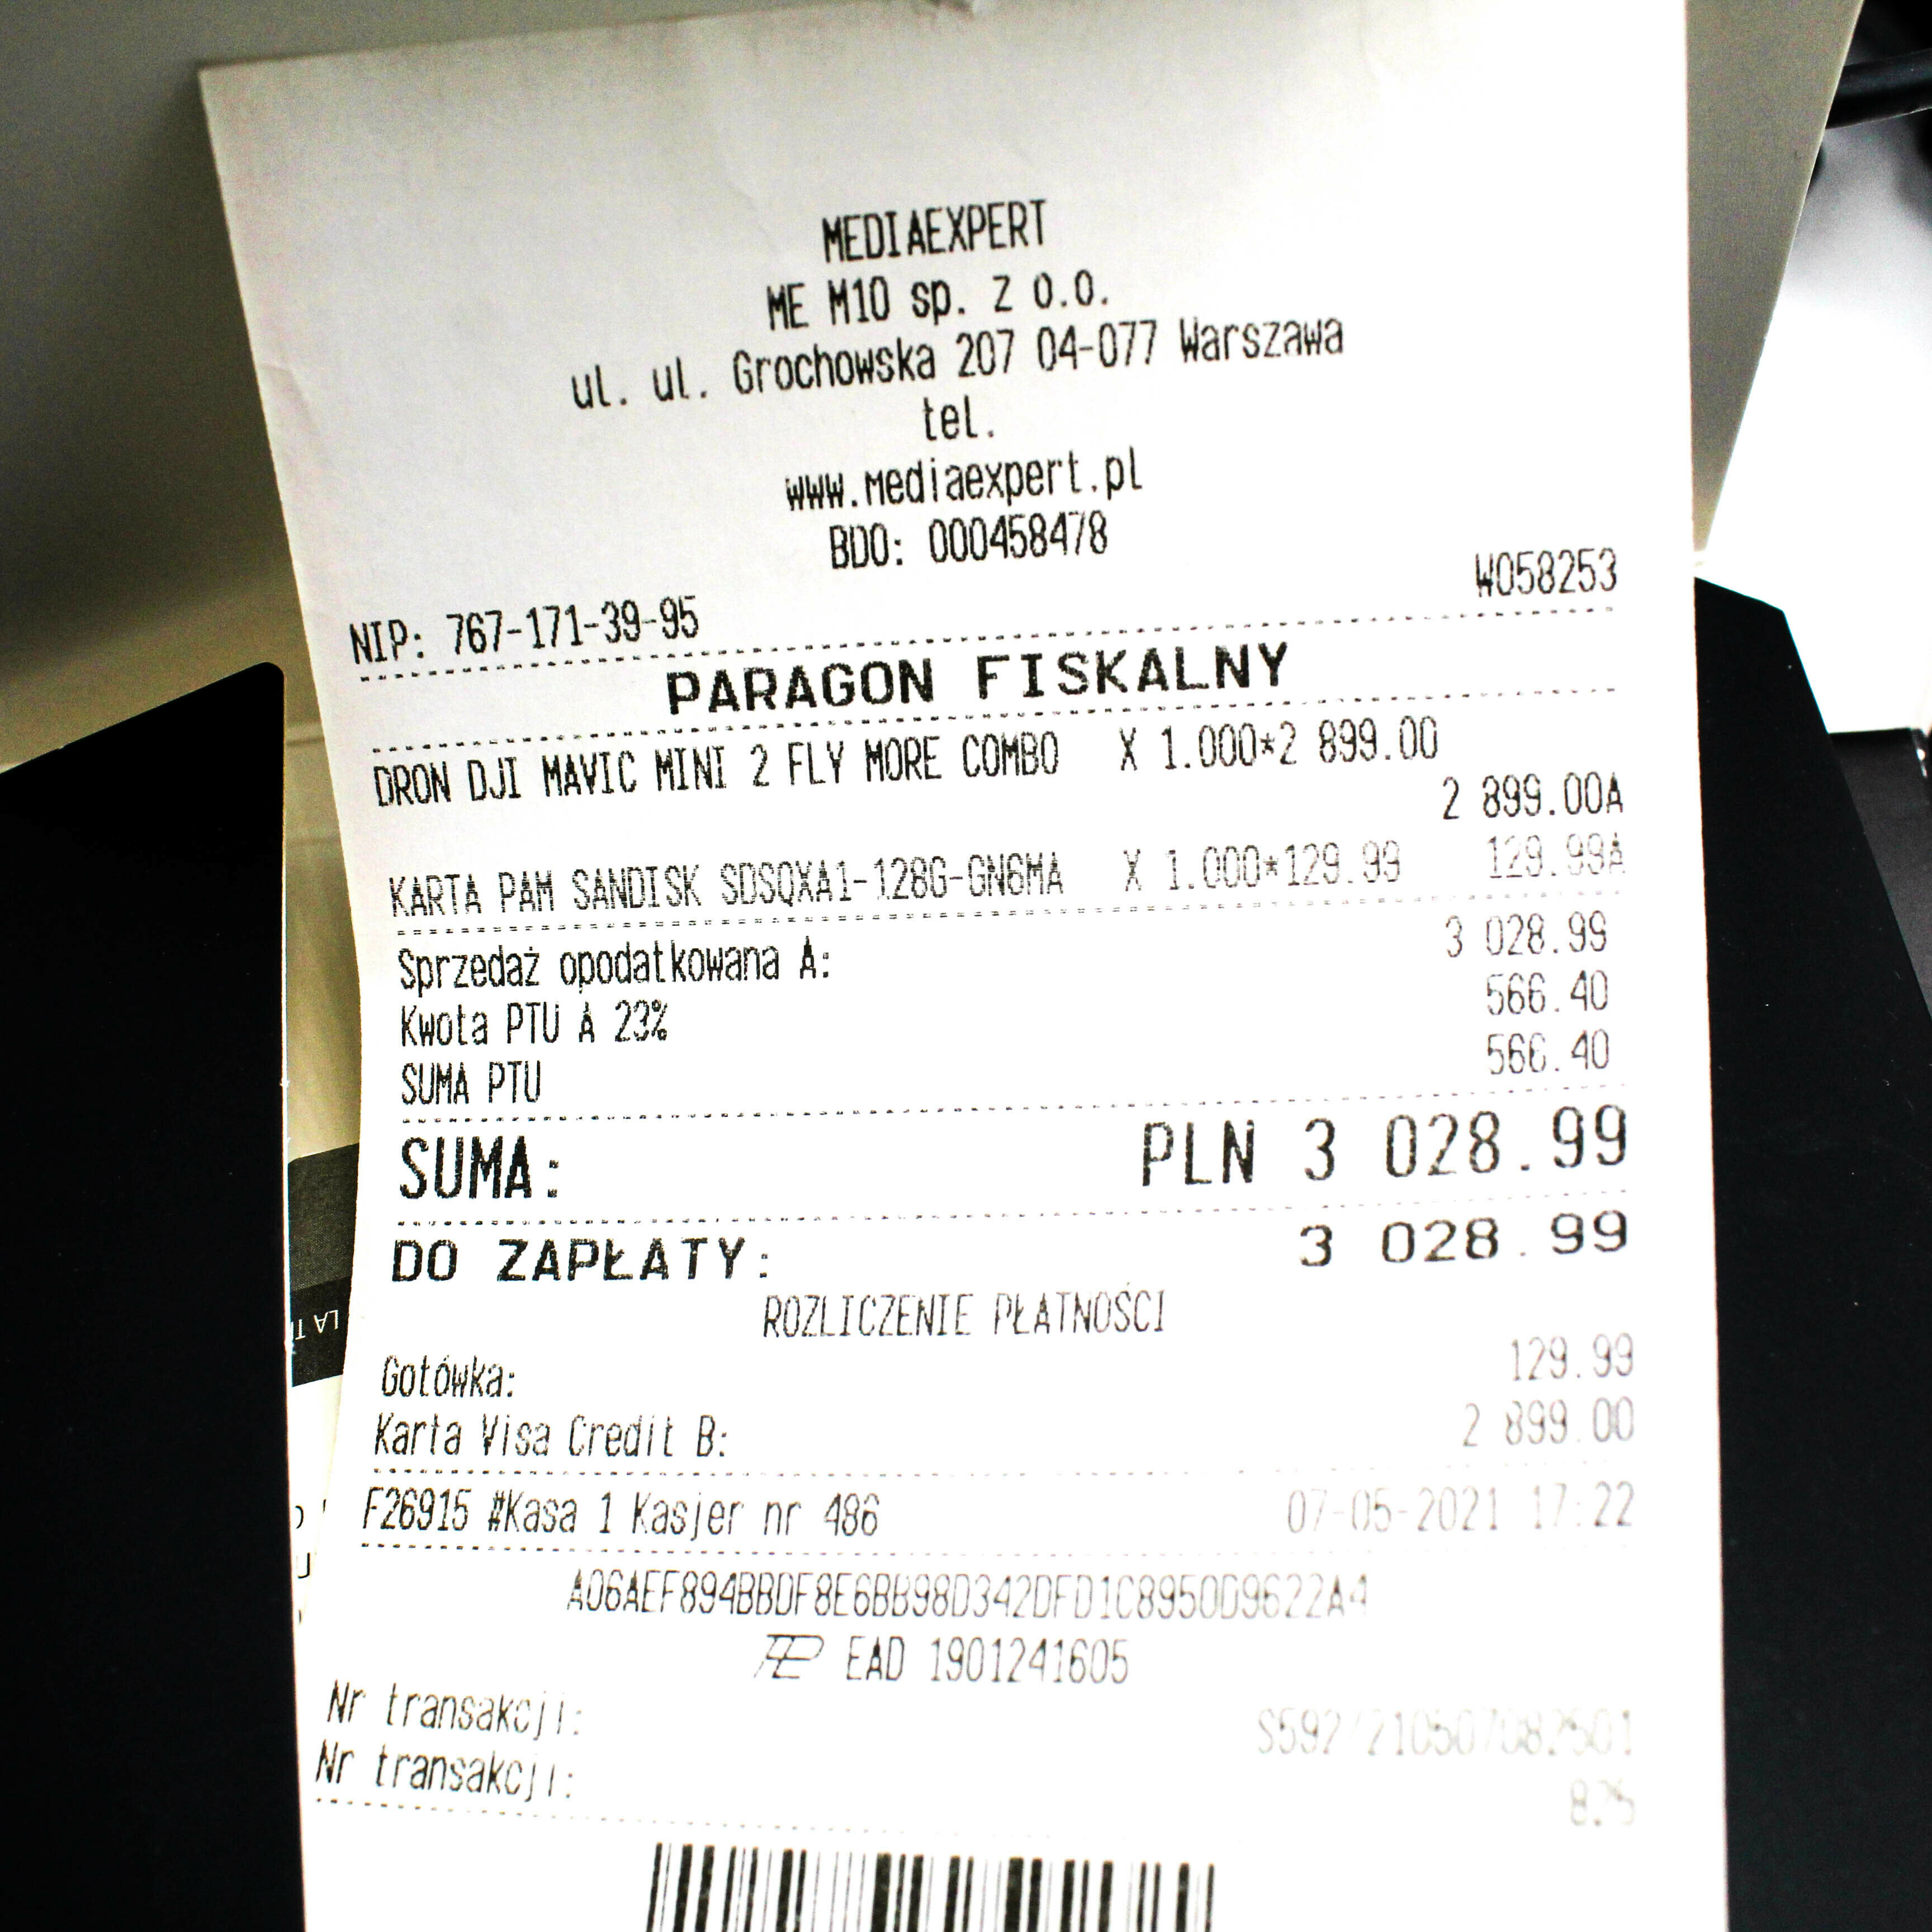 MEDIAEXPERT
ME M10 sp. z o.o.
ul. ul. Grochowska 207 04-077 Warszawa
tel.
www.mediaexpert.pl
BDO: 000458478
NIP: 767-171-39-95 W058253
PARAGON FISKALNY
DRON DJI MAVIC MINI 2 FLY MORE COMBO X 1.000*2 899.00
2 899.00A
KARTA PAM SANDISK SDSQXA1-128G-GN6MA X 1.000*129.99 129.99A
Sprzedaż opodatkowana A: 3 028.99
Kwota PTU A 23% 566.40
SUMA PTU 566.40
SUMA: PLN 3 028.99
DO ZAPŁATY: 3 028.99
ROZLICZENIE PŁATNOŚCI
Gotówka: 129.99
Karta Visa Credit B: 2 899.00
F26915 #Kasa 1 Kasjer nr 486 07-05-2021 17:22
A06AEF894BBDF8E6BB98D342DFD1C8950D9622A4
EAD 1901241605
Nr transakcji: S592/210507082501
Nr transakcji: